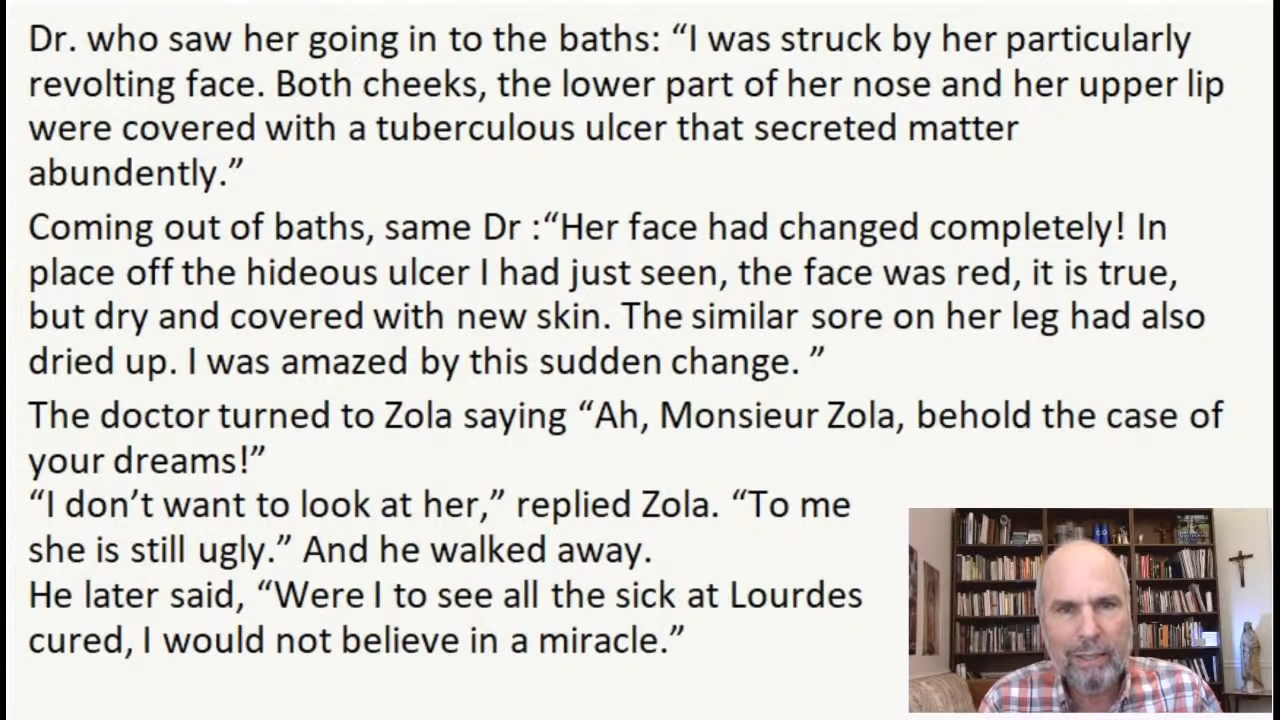 Dr. who saw her going in to the baths: “I was struck by her particularly
revolting face. Both cheeks, the lower part of her nose and her upper lip
were covered with a tuberculous ulcer that secreted matter
abundently.”
Coming out of baths, same Dr :“Her face had changed completely! In
place off the hideous ulcer I had just seen, the face was red, it is true,
but dry and covered with new skin. The similar sore on her leg had also
dried up. I was amazed by this sudden change. ”
The doctor turned to Zola saying “Ah, Monsieur Zola, behold the case of
your dreams!”
“I don’t want to look at her,” replied Zola. “To me
she is still ugly.” And he walked away.
He later said, “Were I to see all the sick at Lourdes
cured, I would not believe in a miracle.”